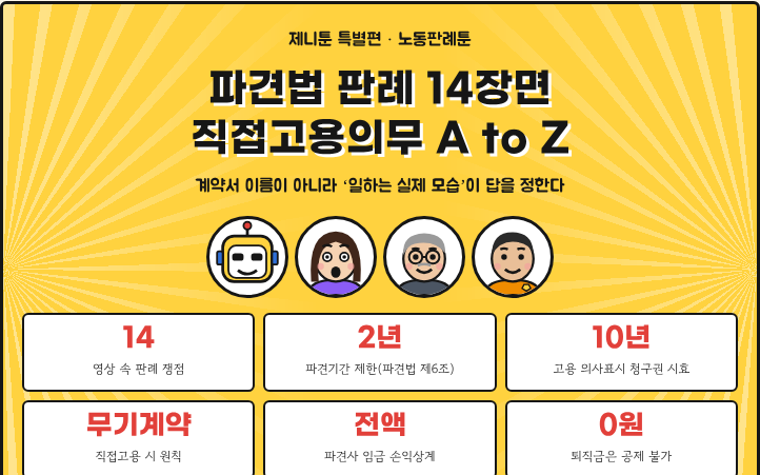 제니툰 특별편 · 노동판례툰
파견법 판례 14장면
직접고용의무 A to Z
계약서 이름이 아니라 ‘일하는 실제 모습’이 답을 정한다
14
영상 속 판례 쟁점
2년
파견기간 제한(파견법 제6조)
10년
고용 의사표시 청구권 시효
무기계약
직접고용 시 원칙
전액
파견사 임금 손익상계
0원
퇴직금은 공제 불가